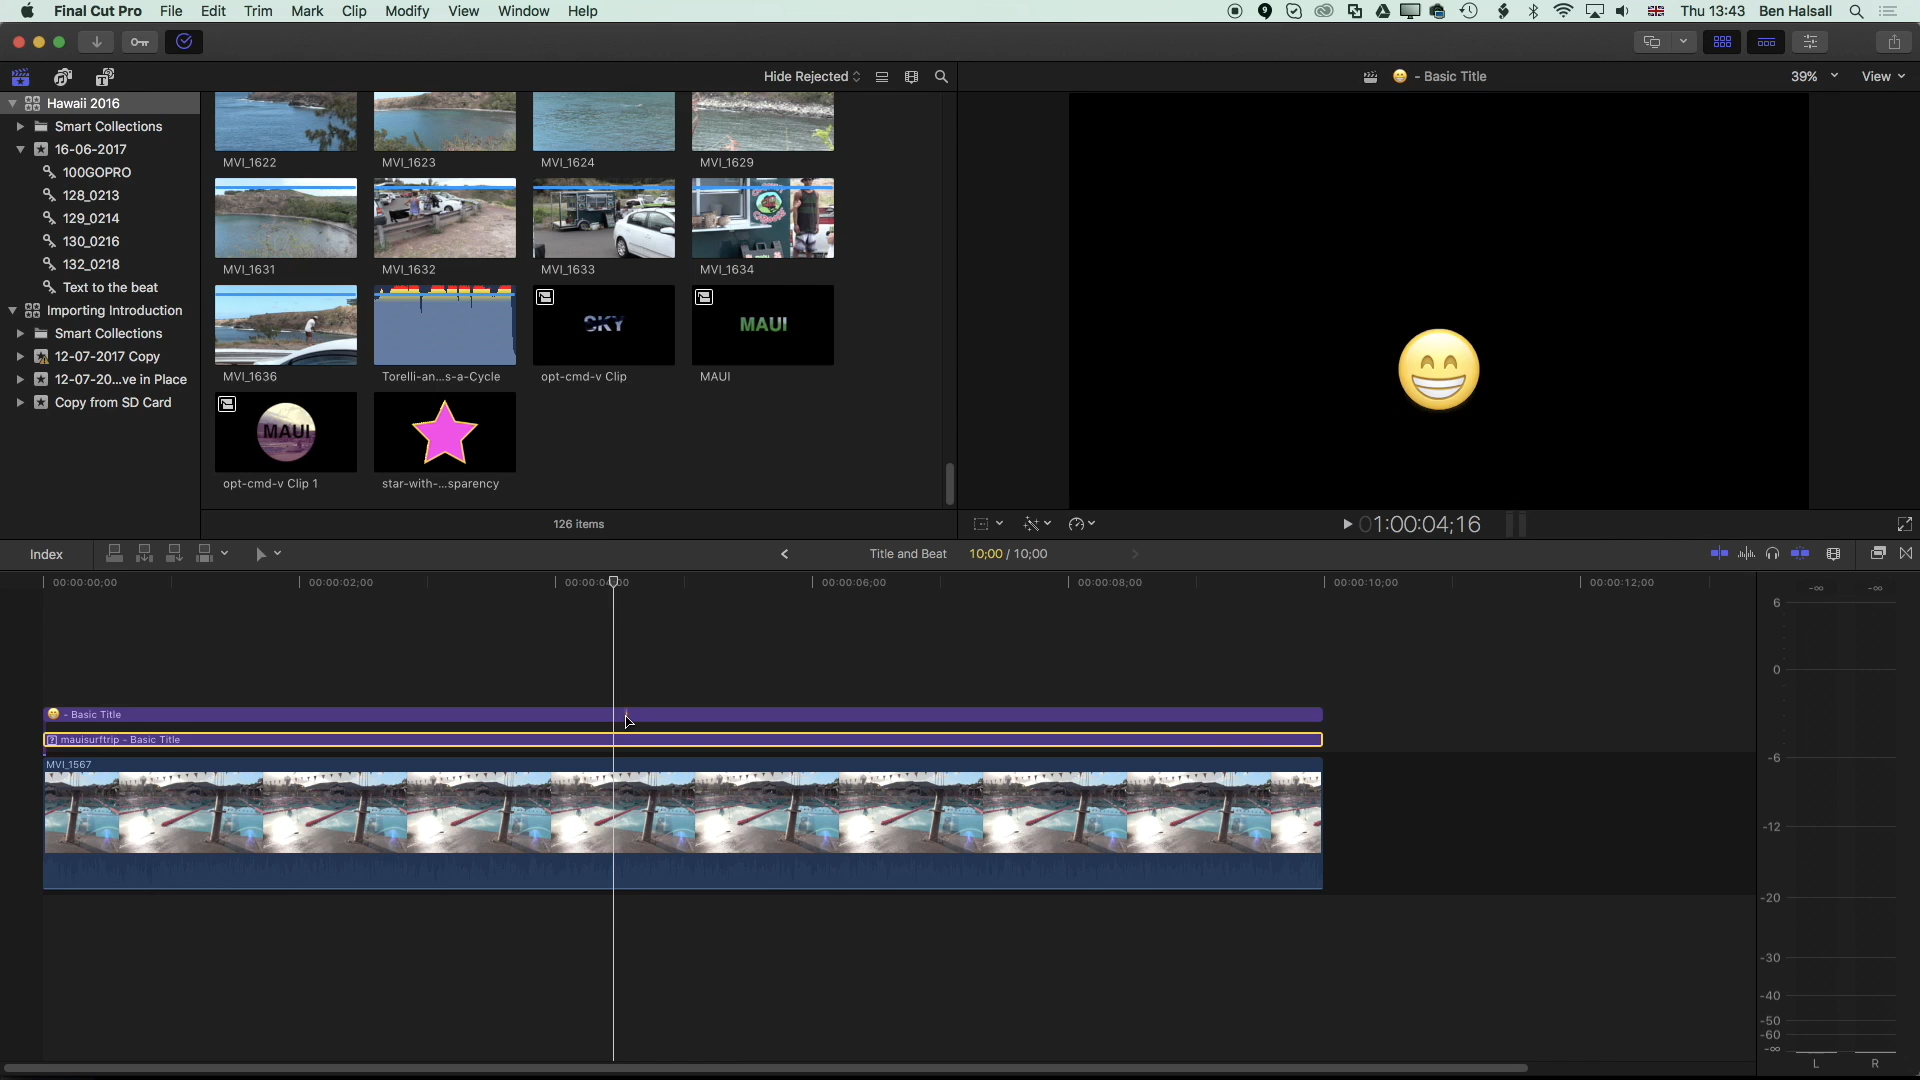 Final Cut Pro File Edit Trim Mark Clip Modify View Window Help Thu 13:43 Ben Halsall
Hide Rejected
😁 - Basic Title 39% View
Hawaii 2016
Smart Collections
16-06-2017
100GOPRO
128_0213
129_0214
130_0216
132_0218
Text to the beat
Importing Introduction
Smart Collections
12-07-2017 Copy
12-07-20...ve in Place
Copy from SD Card
MVI_1622 MVI_1623 MVI_1624 MVI_1629
MVI_1631 MVI_1632 MVI_1633 MVI_1634
SKY MAUI
MVI_1636 Torelli-an...s-a-Cycle opt-cmd-v Clip MAUI
MAUI
opt-cmd-v Clip 1 star-with-...sparency
126 items
01:00:04;16
Index Title and Beat 10;00 / 10;00
00:00:00;00 00:00:02;00 00:00:04;00 00:00:06;00 00:00:08;00 00:00:10;00 00:00:12;00
😁 - Basic Title
mauisurftrip - Basic Title
MVI_1567
-∞ -∞
6
0
-6
-12
-20
-30
-40
-50
-60
-∞
L R